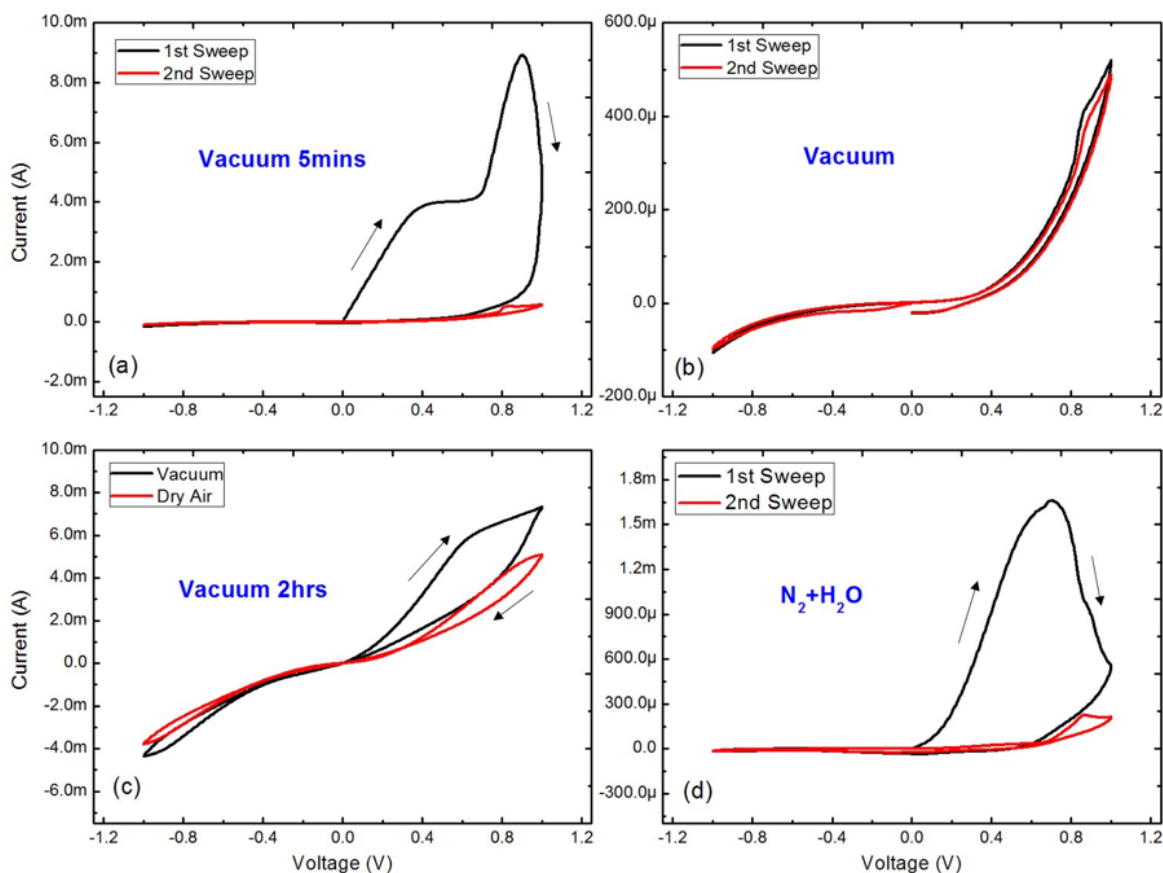 10.0m
8.0m
6.0m
4.0m
2.0m
0.0
-2.0m
-1.2 -0.8 -0.4 0.0 0.4 0.8 1.2
Current (A)
1st Sweep
2nd Sweep
Vacuum 5mins
(a)
600.0µ
400.0µ
200.0µ
0.0
-200.0µ
-1.2 -0.8 -0.4 0.0 0.4 0.8 1.2
1st Sweep
2nd Sweep
Vacuum
(b)
10.0m
8.0m
6.0m
4.0m
2.0m
0.0
-2.0m
-4.0m
-6.0m
-1.2 -0.8 -0.4 0.0 0.4 0.8 1.2
Current (A)
Voltage (V)
Vacuum
Dry Air
Vacuum 2hrs
(c)
1.5m
1.2m
900.0µ
600.0µ
300.0µ
0.0
-300.0µ
-1.2 -0.8 -0.4 0.0 0.4 0.8 1.2
Voltage (V)
1st Sweep
2nd Sweep
N₂+H₂O
(d)